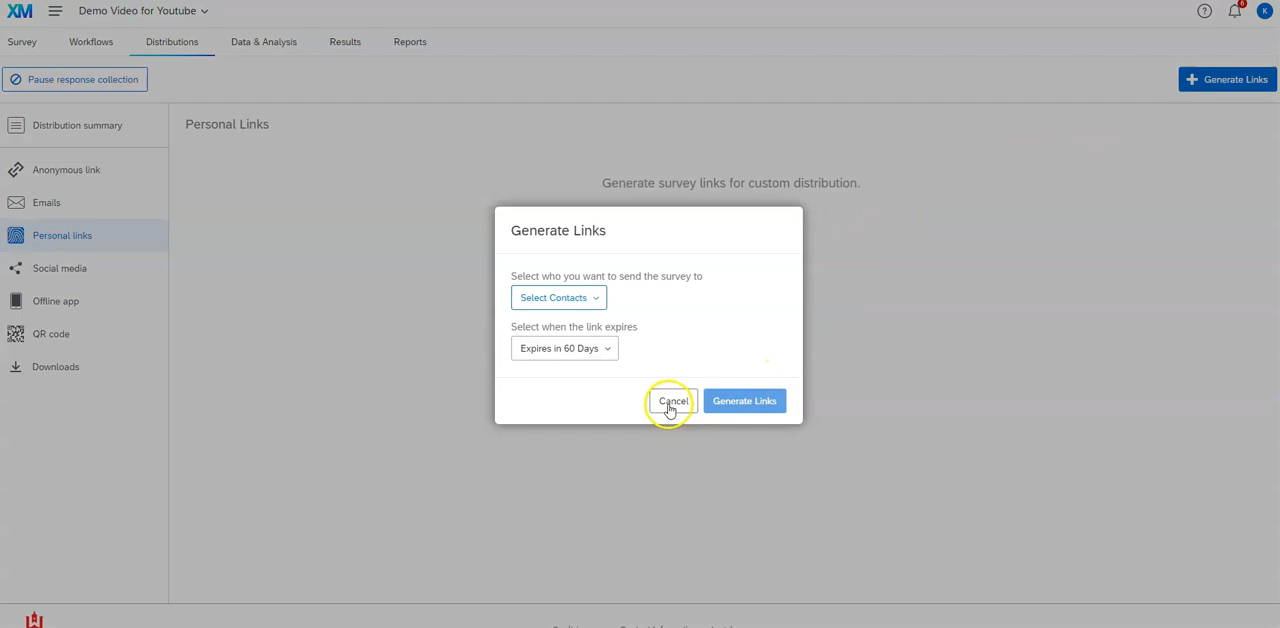 XM Demo Video for Youtube 6 K
Survey Workflows Distributions Data & Analysis Results Reports
Pause response collection Generate Links
Distribution summary
Personal Links
Anonymous link
Generate survey links for custom distribution.
Emails
Personal links
Social media
Offline app
QR code
Downloads
Generate Links
Select who you want to send the survey to
Select Contacts
Select when the link expires
Expires in 60 Days
Cancel Generate Links